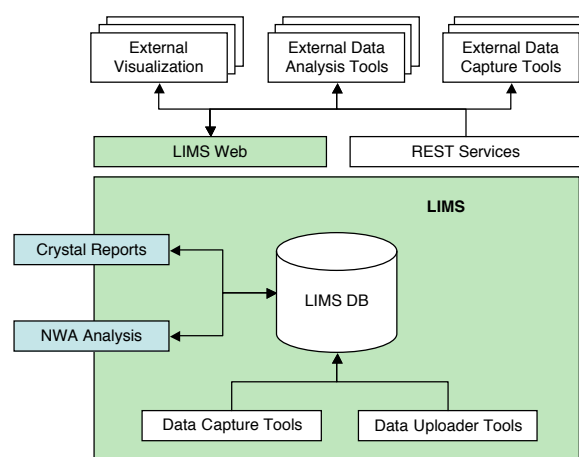 External
Visualization
External Data
Analysis Tools
External Data
Capture Tools
LIMS Web
REST Services
LIMS
Crystal Reports
LIMS DB
NWA Analysis
Data Capture Tools
Data Uploader Tools